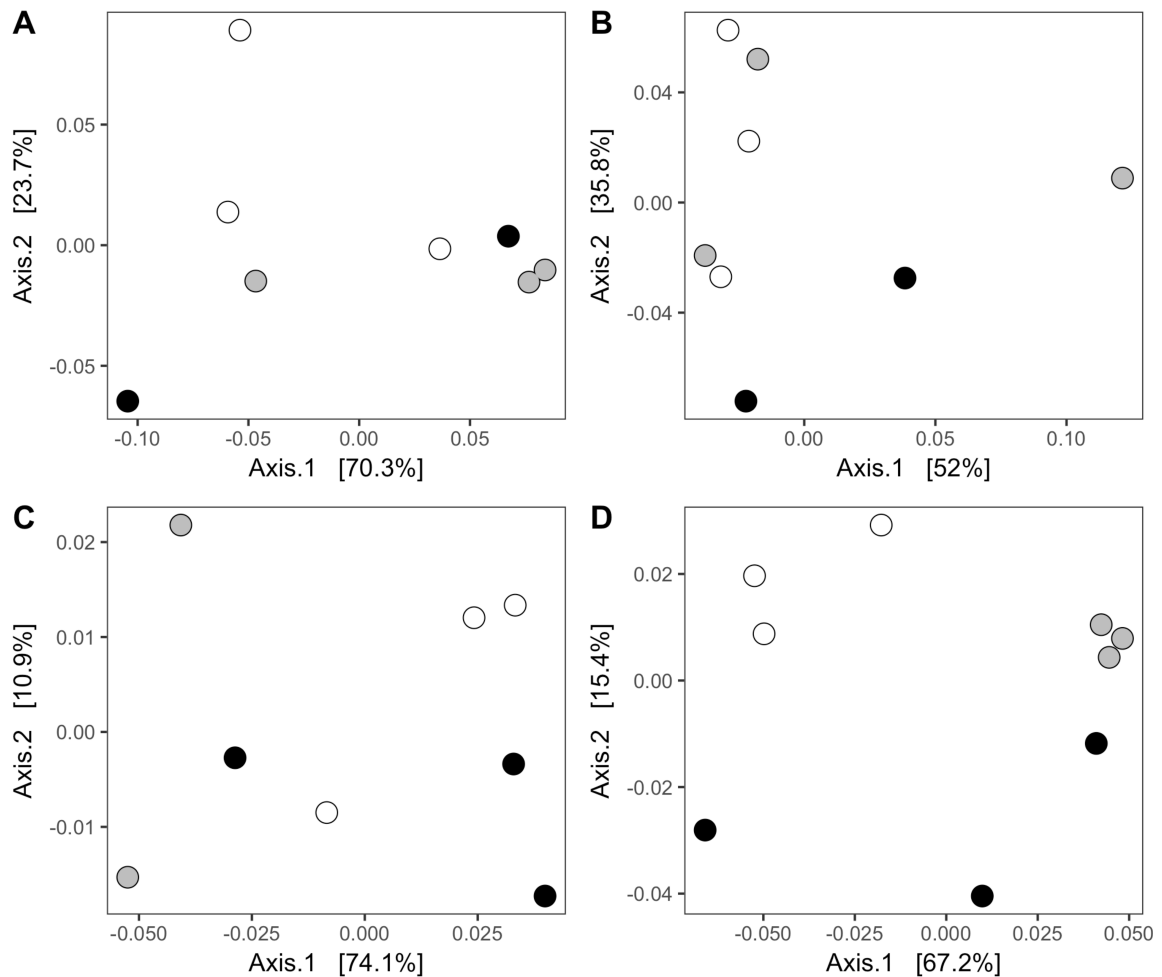 A
Axis.2 [23.7%]
0.05
0.00
-0.05
-0.10 -0.05 0.00 0.05
Axis.1 [70.3%]
B
Axis.2 [35.8%]
0.04
0.00
-0.04
0.00 0.05 0.10
Axis.1 [52%]
C
Axis.2 [10.9%]
0.02
0.01
0.00
-0.01
-0.050 -0.025 0.000 0.025
Axis.1 [74.1%]
D
Axis.2 [15.4%]
0.02
0.00
-0.02
-0.04
-0.050 -0.025 0.000 0.025 0.050
Axis.1 [67.2%]